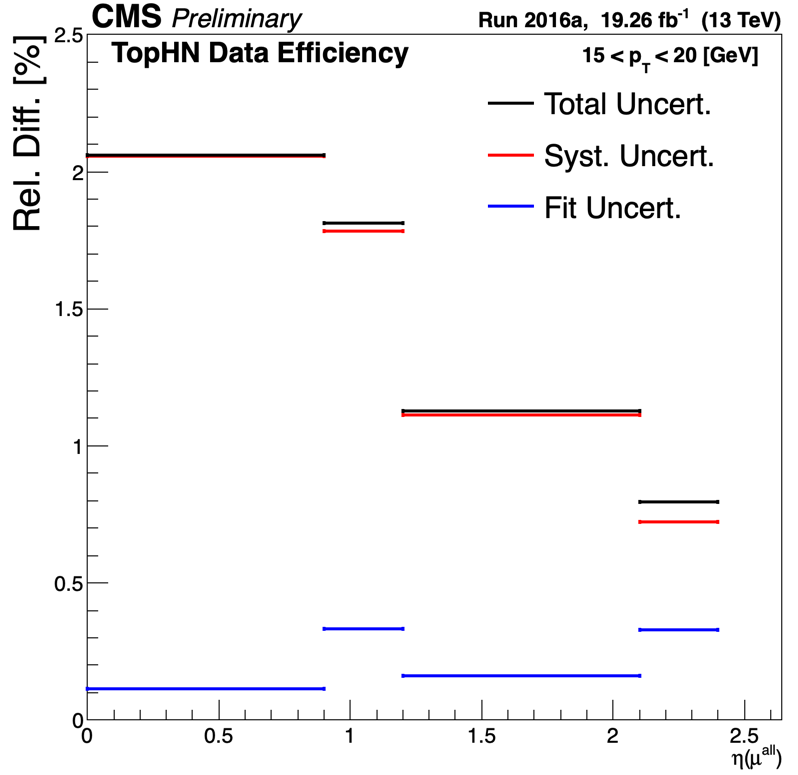 CMS Preliminary
Run 2016a, 19.26 fb⁻¹ (13 TeV)
TopHN Data Efficiency
15 < p_T < 20 [GeV]
Total Uncert.
Syst. Uncert.
Fit Uncert.
Rel. Diff. [%]
2.5
2
1.5
1
0.5
0
0 0.5 1 1.5 2 2.5
η(μ^all)